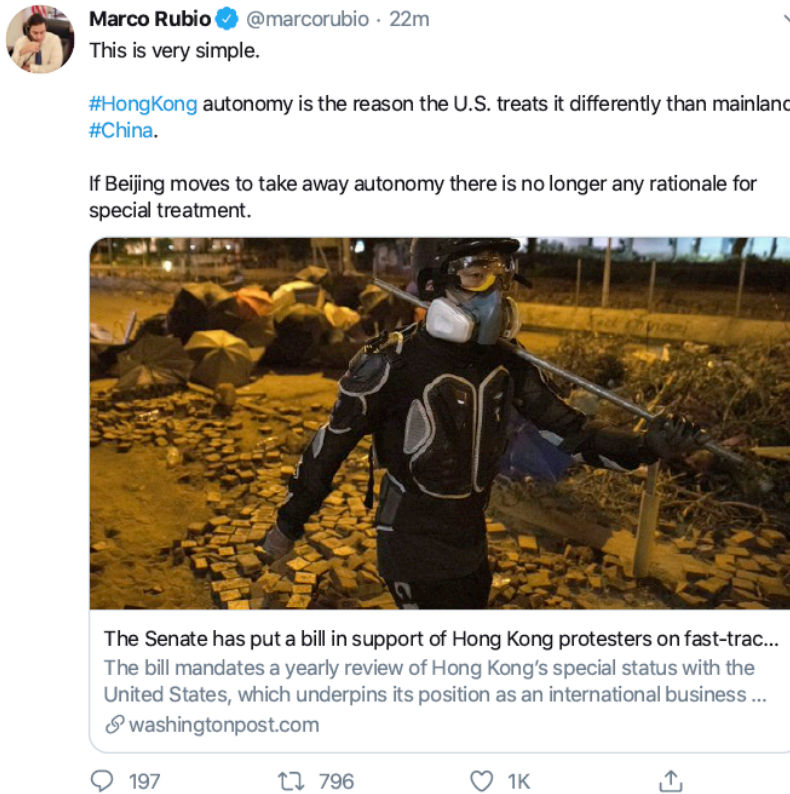 Marco Rubio @marcorubio · 22m
This is very simple.
#HongKong autonomy is the reason the U.S. treats it differently than mainland
#China.
If Beijing moves to take away autonomy there is no longer any rationale for
special treatment.
The Senate has put a bill in support of Hong Kong protesters on fast-trac...
The bill mandates a yearly review of Hong Kong's special status with the
United States, which underpins its position as an international business ...
washingtonpost.com
197 796 1K